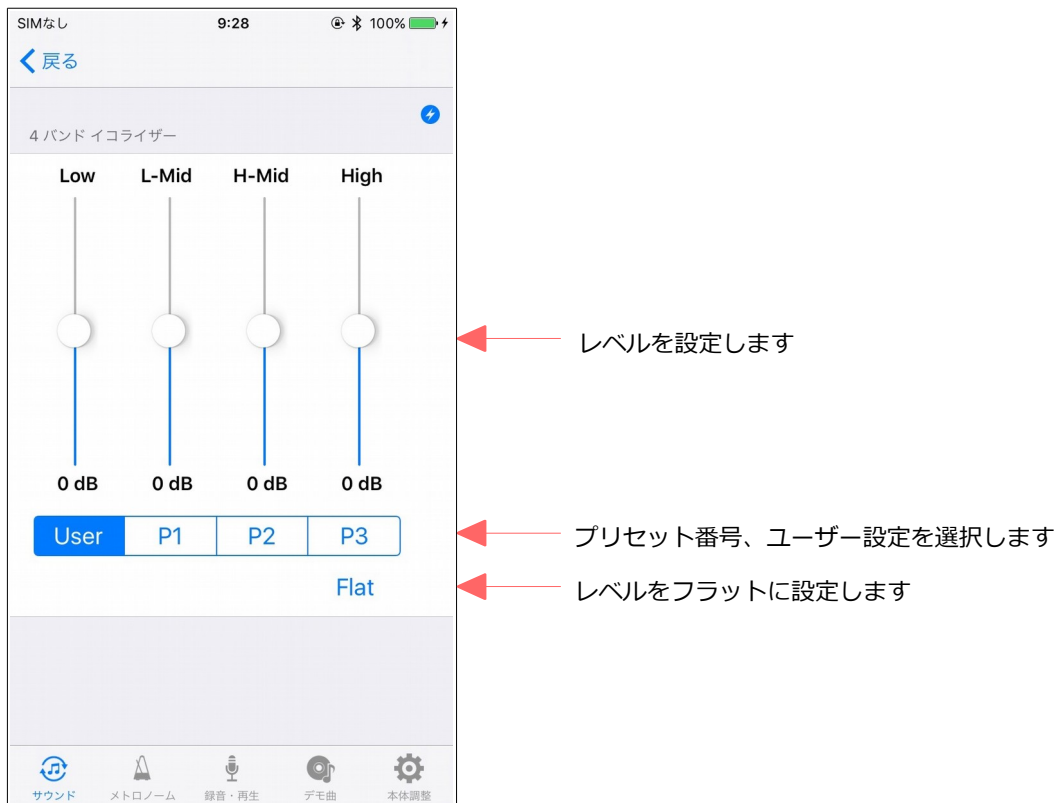 SIMなし 9:28 100%
戻る
4 バンド イコライザー
Low L-Mid H-Mid High
レベルを設定します
0 dB 0 dB 0 dB 0 dB
User P1 P2 P3
プリセット番号、ユーザー設定を選択します
Flat
レベルをフラットに設定します
サウンド メトロノーム 録音・再生 デモ曲 本体調整